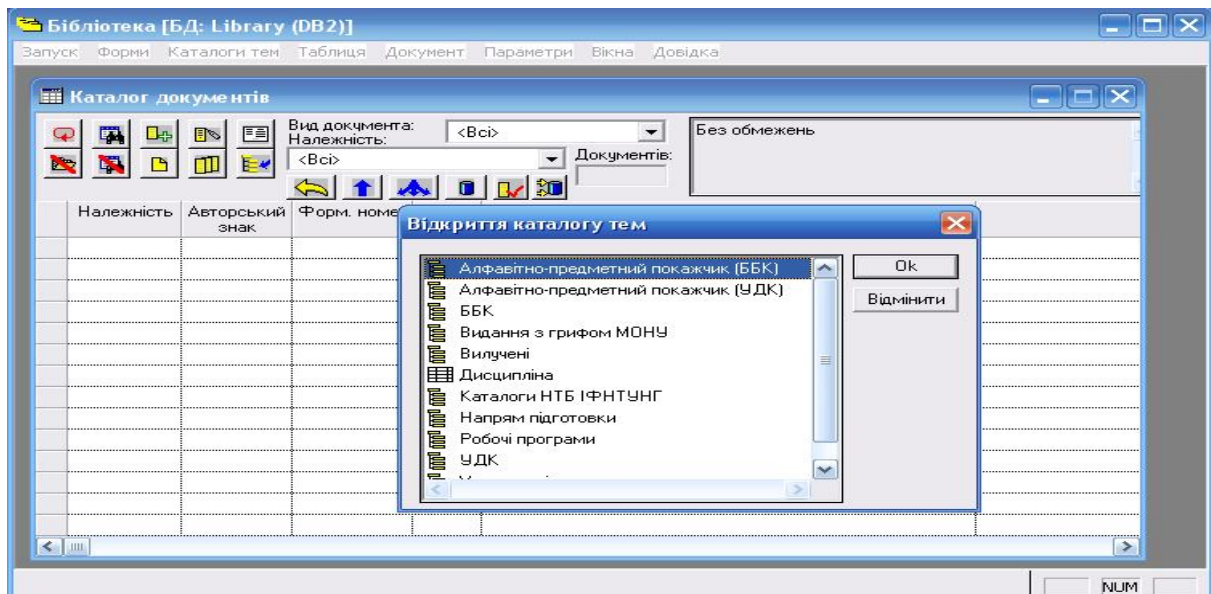 Бібліотека [БД: Library (DB2)]
Запуск Форми Каталоги тем Таблиця Документ Параметри Вікна Довідка
Каталог документів
Вид документа: <Всі>
Належність:
<Всі>
Документів:
Без обмежень
Належність Авторський знак Форм. номе
Відкриття каталогу тем
Алфавітно-предметний покажчик (ББК)
Алфавітно-предметний покажчик (УДК)
ББК
Видання з грифом МОНУ
Вилучені
Дисципліна
Каталоги НТБ ІФНТУНГ
Напрям підготовки
Робочі програми
УДК
Ok
Відмінити
NUM